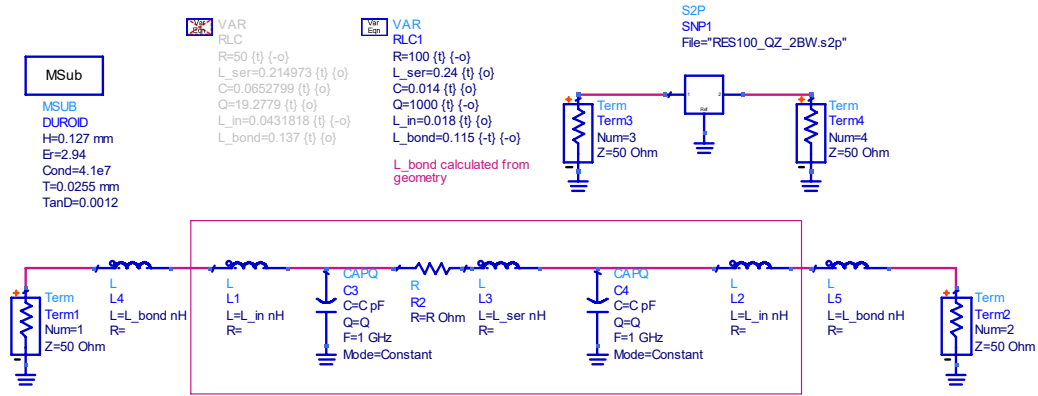 MSub
MSUB
DUROID
H=0.127 mm
Er=2.94
Cond=4.1e7
T=0.0255 mm
TanD=0.0012
Var
Eqn
VAR
RLC
R=50 {t} {-o}
L_ser=0.214973 {t} {o}
C=0.0652799 {t} {o}
Q=19.2779 {t} {-o}
L_in=0.0431818 {t} {-o}
L_bond=0.137 {t} {o}
Var
Eqn
VAR
RLC1
R=100 {t} {-o}
L_ser=0.24 {t} {o}
C=0.014 {t} {o}
Q=1000 {t} {-o}
L_in=0.018 {t} {o}
L_bond=0.115 {-t} {-o}
L_bond calculated from
geometry
S2P
SNP1
File="RES100_QZ_2BW.s2p"
1
2
Ref
+
-
Term
Term3
Num=3
Z=50 Ohm
+
-
Term
Term4
Num=4
Z=50 Ohm
+
-
Term
Term1
Num=1
Z=50 Ohm
L
L4
L=L_bond nH
R=
L
L1
L=L_in nH
R=
CAPQ
C3
C=C pF
Q=Q
F=1 GHz
Mode=Constant
R
R2
R=R Ohm
L
L3
L=L_ser nH
R=
CAPQ
C4
C=C pF
Q=Q
F=1 GHz
Mode=Constant
L
L2
L=L_in nH
R=
L
L5
L=L_bond nH
R=
+
-
Term
Term2
Num=2
Z=50 Ohm